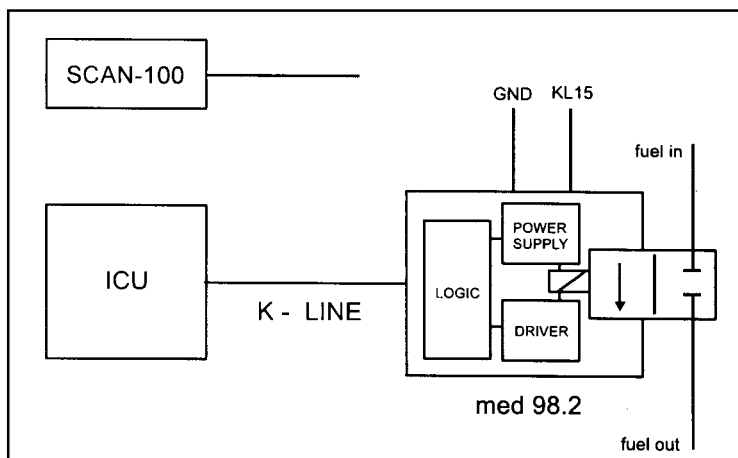 SCAN-100
GND KL15
fuel in
POWER
SUPPLY
ICU
LOGIC
K - LINE
DRIVER
med 98.2
fuel out